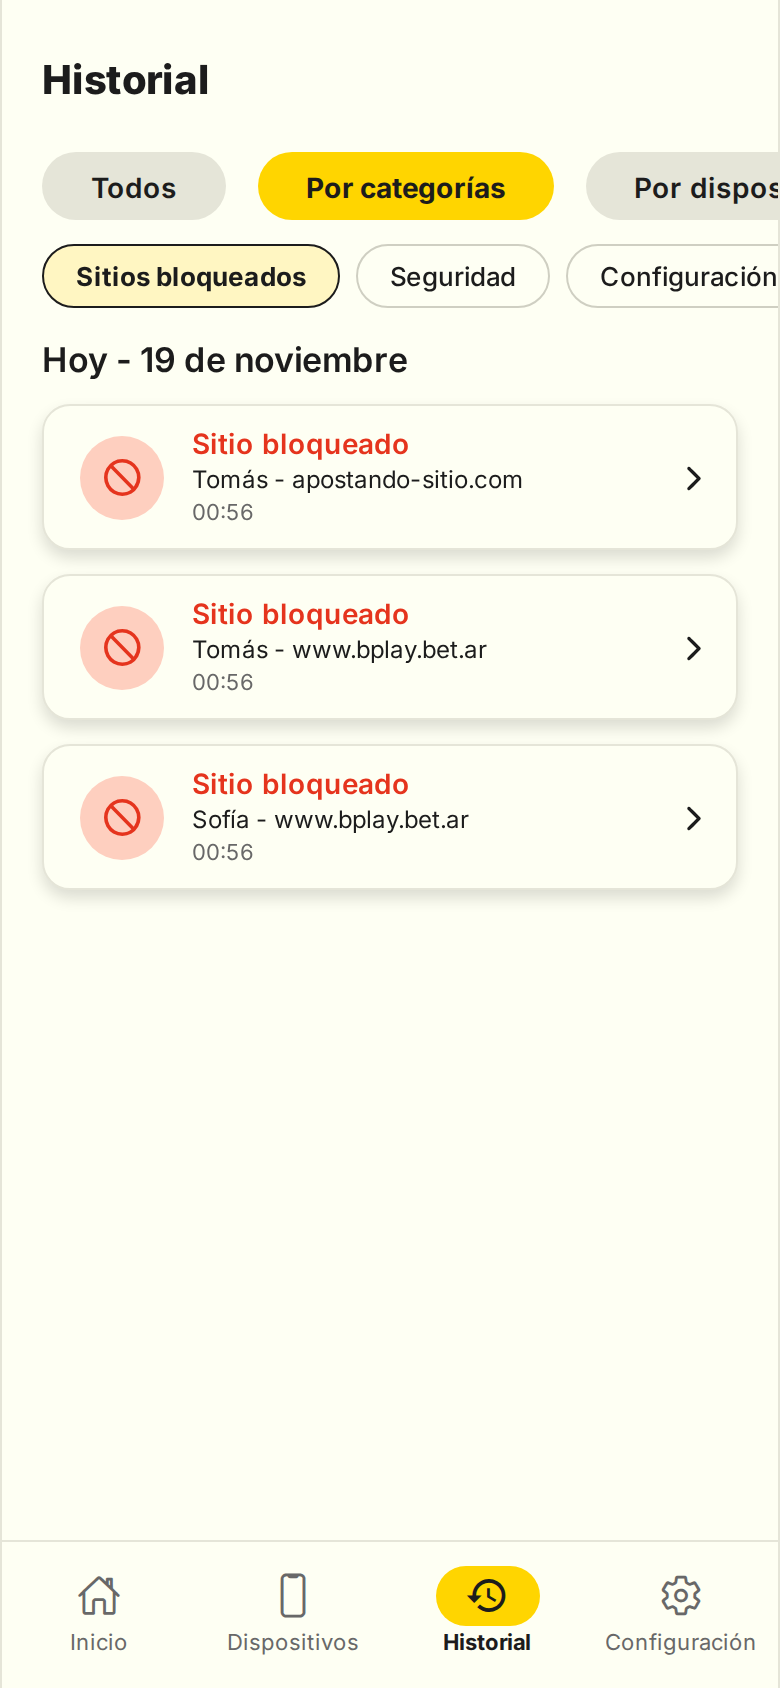 Historial
Todos
Por categorías
Por dispos
Sitios bloqueados
Seguridad
Configuración
Hoy - 19 de noviembre
Sitio bloqueado
Tomás - apostando-sitio.com
00:56
Sitio bloqueado
Tomás - www.bplay.bet.ar
00:56
Sitio bloqueado
Sofía - www.bplay.bet.ar
00:56
Inicio
Dispositivos
Historial
Configuración